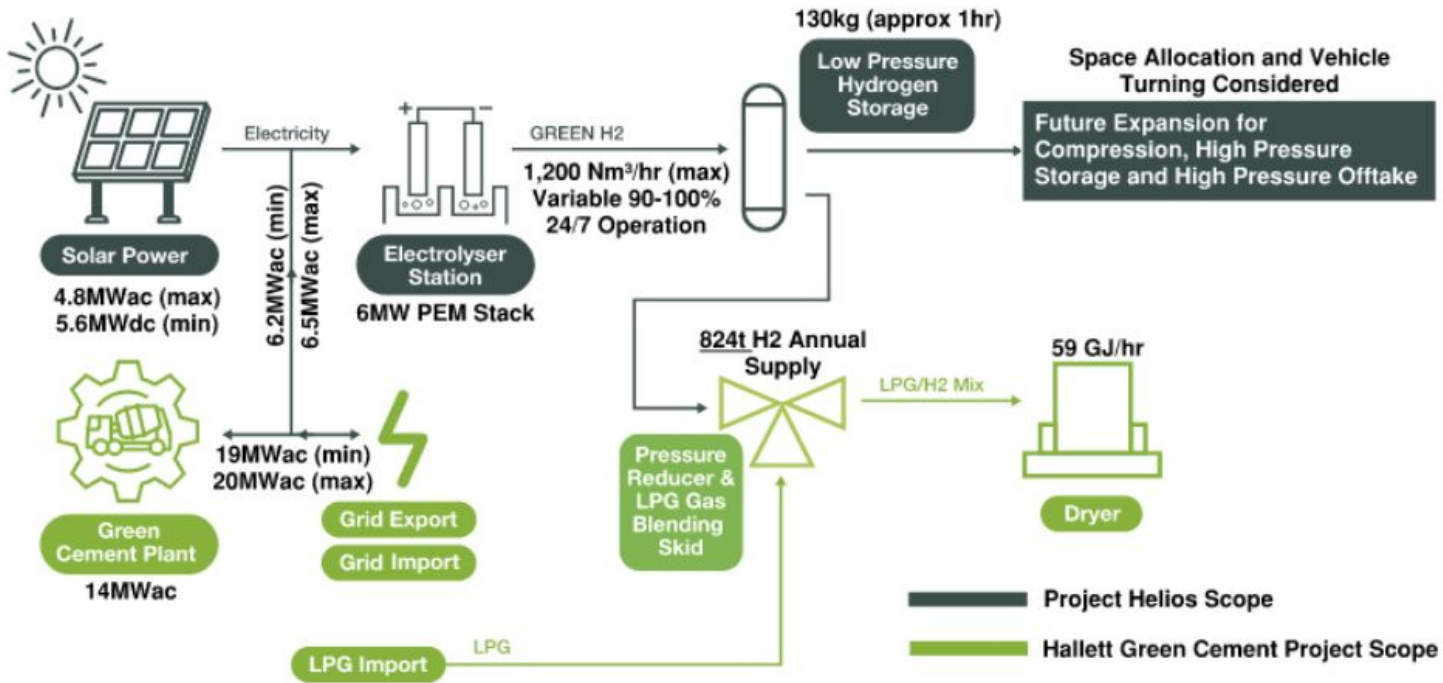 130kg (approx 1hr)
Low Pressure
Hydrogen
Storage
Space Allocation and Vehicle
Turning Considered
Future Expansion for
Compression, High Pressure
Storage and High Pressure Offtake
Electricity
+ −
GREEN H2
1,200 Nm³/hr (max)
Variable 90-100%
24/7 Operation
Solar Power
4.8MWac (max)
5.6MWdc (min)
6.2MWac (min)
6.5MWac (max)
Electrolyser
Station
6MW PEM Stack
824t H2 Annual
Supply
59 GJ/hr
LPG/H2 Mix
19MWac (min)
20MWac (max)
Pressure
Reducer &
LPG Gas
Blending
Skid
Dryer
Green
Cement Plant
14MWac
Grid Export
Grid Import
LPG Import
LPG
Project Helios Scope
Hallett Green Cement Project Scope